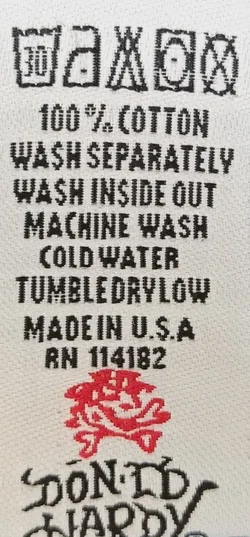 30
100% COTTON
WASH SEPARATELY
WASH INSIDE OUT
MACHINE WASH
COLD WATER
TUMBLE DRY LOW
MADE IN U.S.A
RN 114182
DON·ED
HARDY